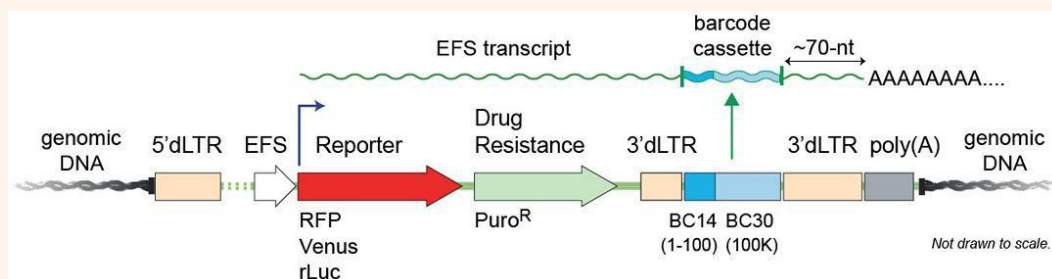 EFS transcript
barcode
cassette
~70-nt
AAAAAAAA....
genomic
DNA
5'dLTR
EFS
Reporter
Drug
Resistance
3'dLTR
3'dLTR
poly(A)
genomic
DNA
RFP
Venus
rLuc
PuroR
BC14
(1-100)
BC30
(100K)
Not drawn to scale.